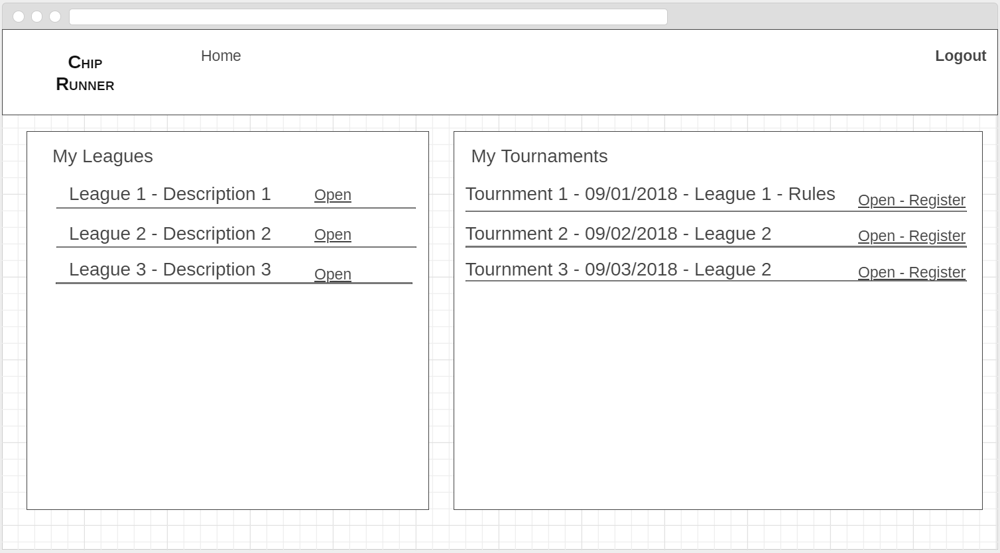 CHIP
RUNNER
Home
Logout
My Leagues
League 1 - Description 1 Open
League 2 - Description 2 Open
League 3 - Description 3 Open
My Tournaments
Tournment 1 - 09/01/2018 - League 1 - Rules Open - Register
Tournment 2 - 09/02/2018 - League 2 Open - Register
Tournment 3 - 09/03/2018 - League 2 Open - Register